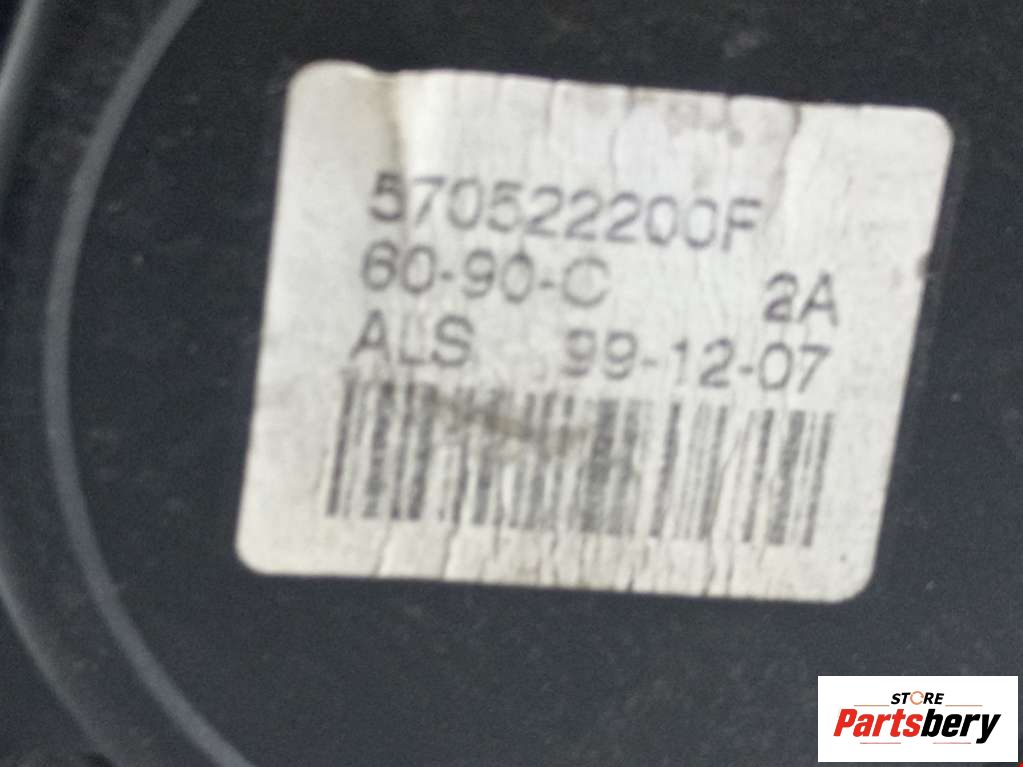 570522200F
60-90-C 2A
ALS 99-12-07
STORE
Partsbery